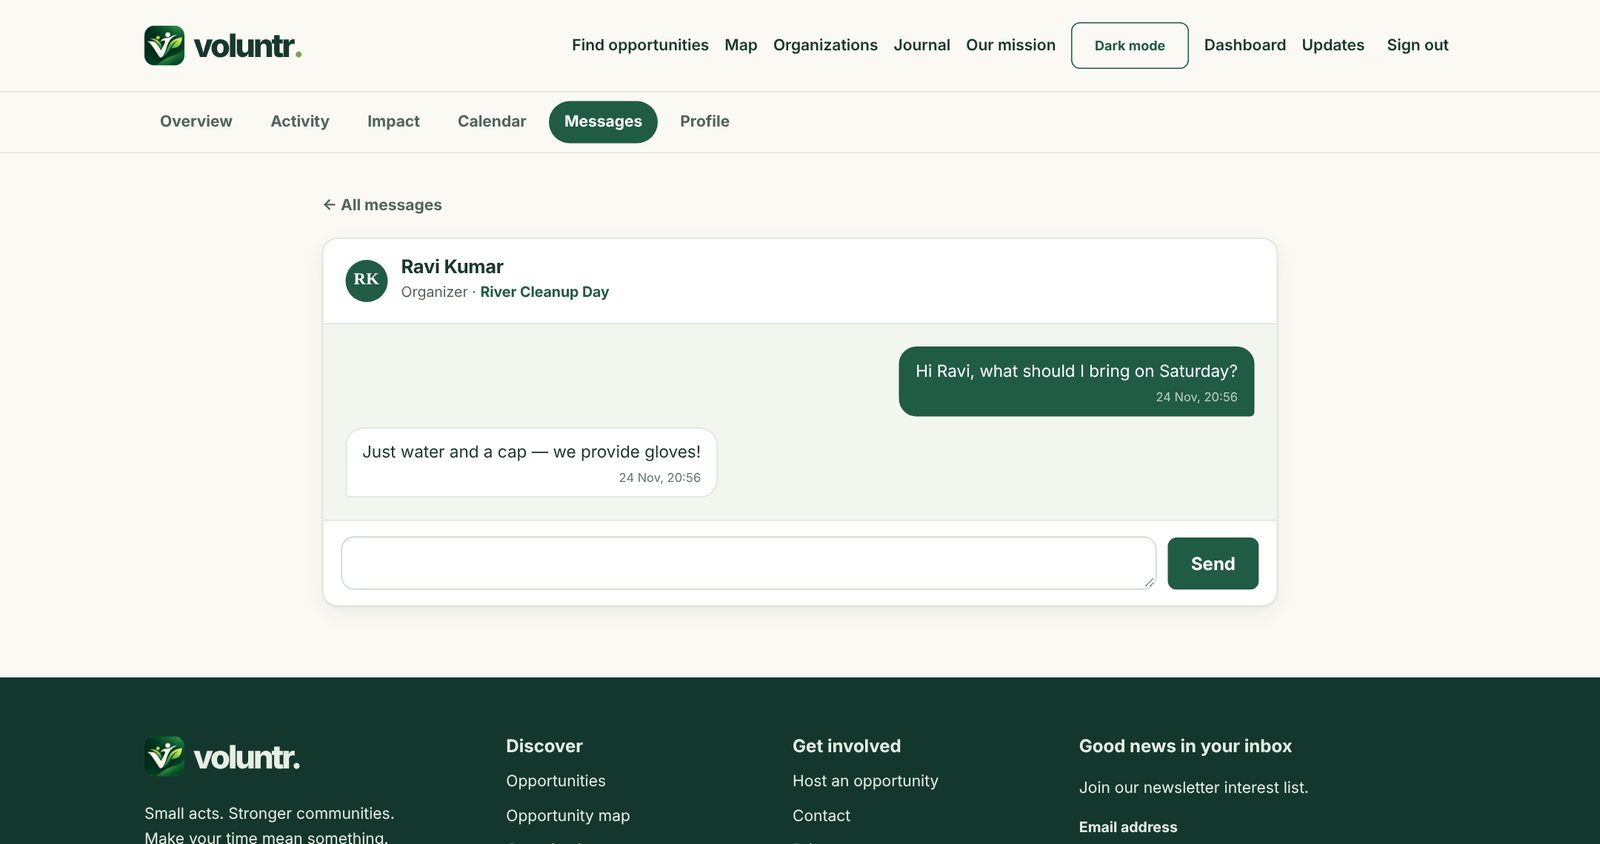 voluntr.
Find opportunities Map Organizations Journal Our mission Dark mode Dashboard Updates Sign out
Overview Activity Impact Calendar Messages Profile
← All messages
RK
Ravi Kumar
Organizer · River Cleanup Day
Hi Ravi, what should I bring on Saturday?
24 Nov, 20:56
Just water and a cap — we provide gloves!
24 Nov, 20:56
Send
voluntr.
Small acts. Stronger communities.
Make your time mean something.
Discover
Opportunities
Opportunity map
Get involved
Host an opportunity
Contact
Good news in your inbox
Join our newsletter interest list.
Email address